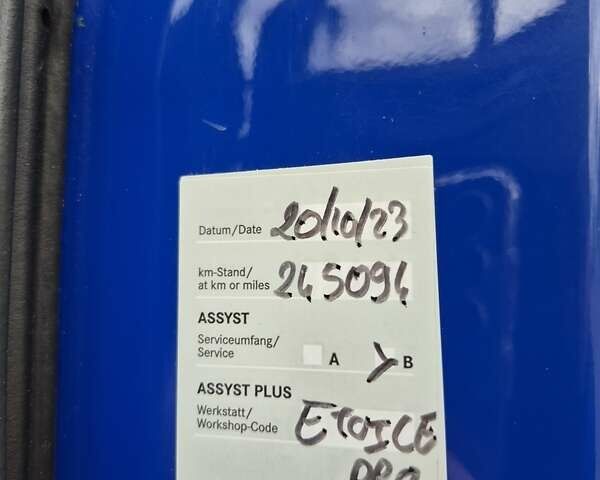 Datum/Date 20/10/23
km-Stand/
at km or miles 245094
ASSYST
Serviceumfang/
Service A B
ASSYST PLUS
Werkstatt/
Workshop-Code ETOICE